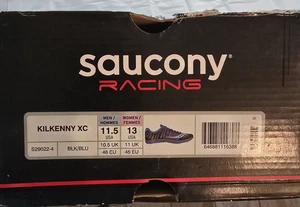 saucony
RACING
KILKENNY XC
MEN / HOMMES
WOMEN / FEMMES
11.5 USA
13 USA
S29022-4
BLK/BLU
10.5 UK
11 UK
46 EU
46 EU